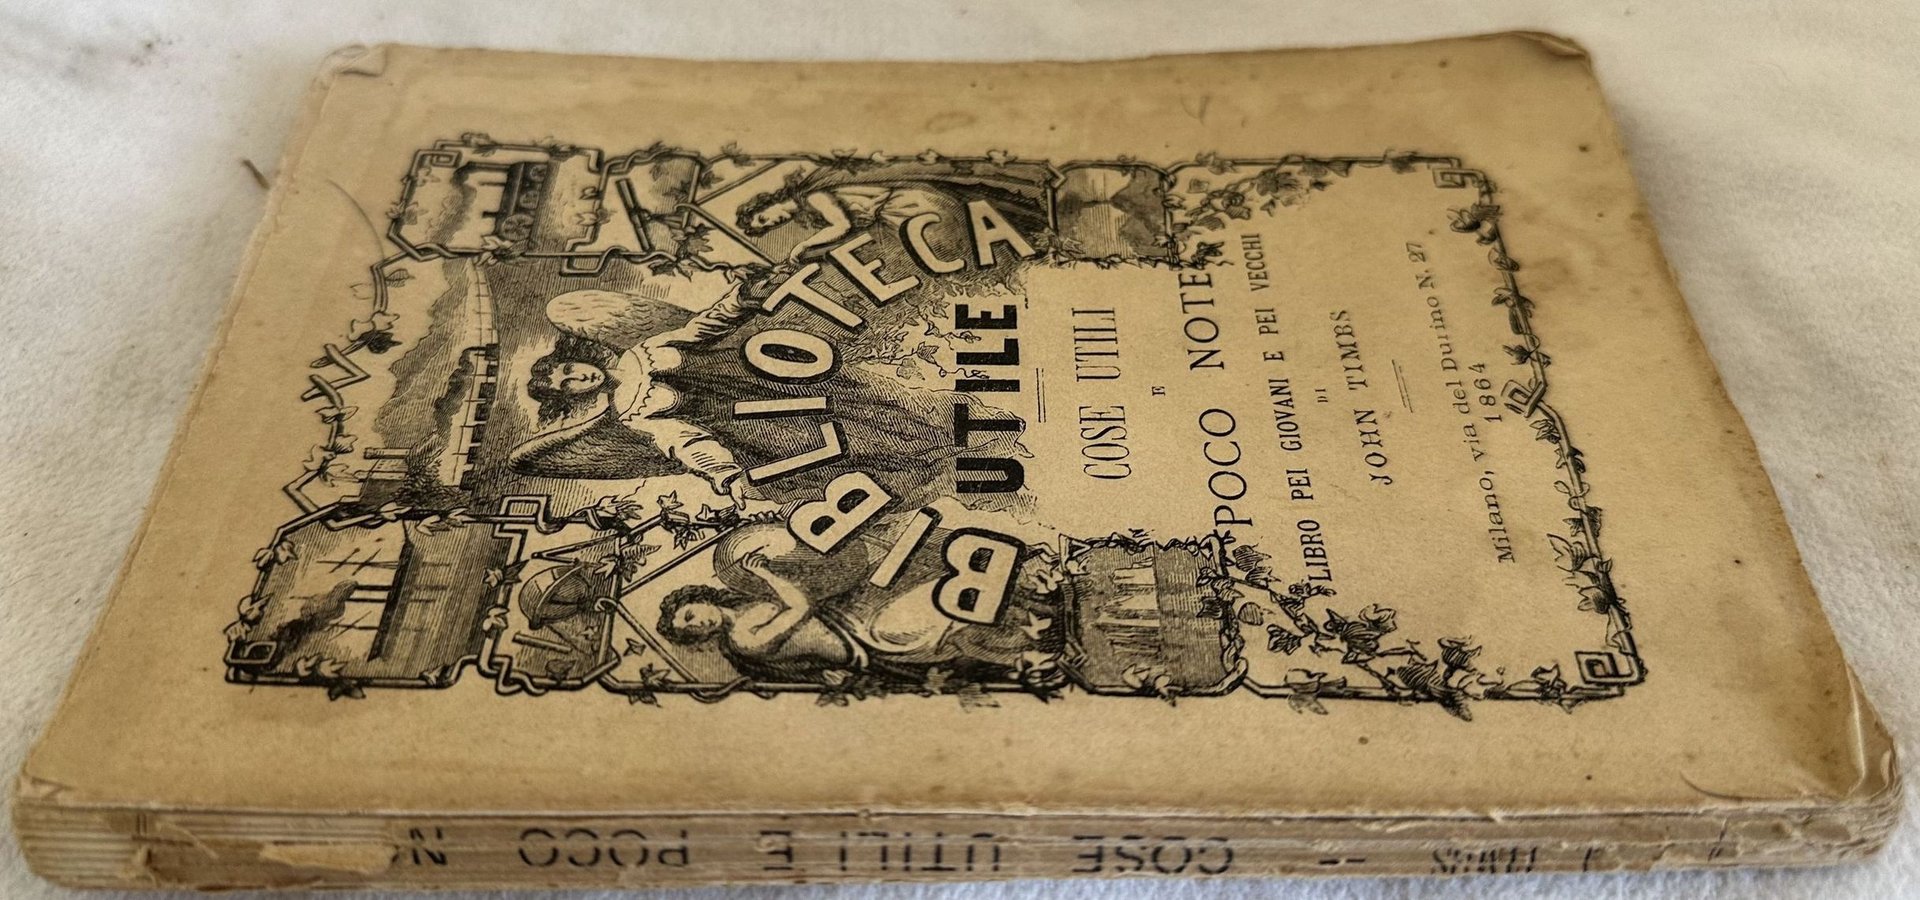 BIBLIOTECA
UTILE
COSE UTILI
E
POCO NOTE
LIBRO PEI GIOVANI E PEI VECCHI
DI
JOHN TIMBS
Milano, via del Durino N. 27
1864
J. TIMBS -- COSE UTILI E POCO